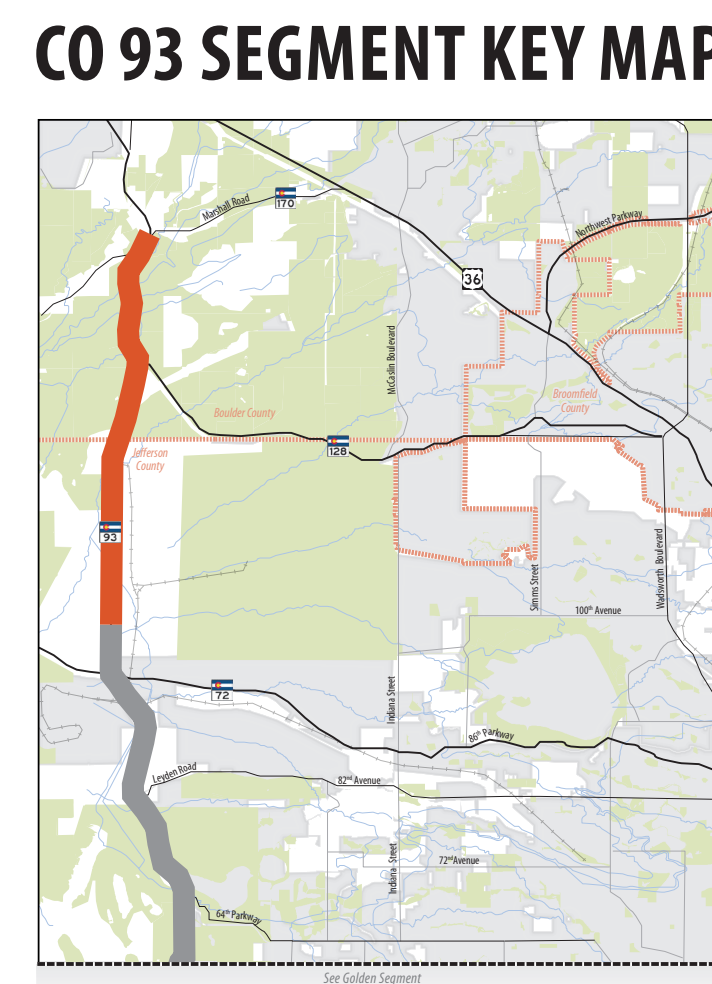 CO 93 SEGMENT KEY MAP
Marshall Road
170
Northwest Parkway
36
McCaslin Boulevard
Boulder County
Broomfield
County
128
Jefferson
County
93
Simms Street
Wadsworth Boulevard
100th Avenue
72
Indiana Street
86th Parkway
Leyden Road
82nd Avenue
Indiana Street
72nd Avenue
64th Parkway
See Golden Segment